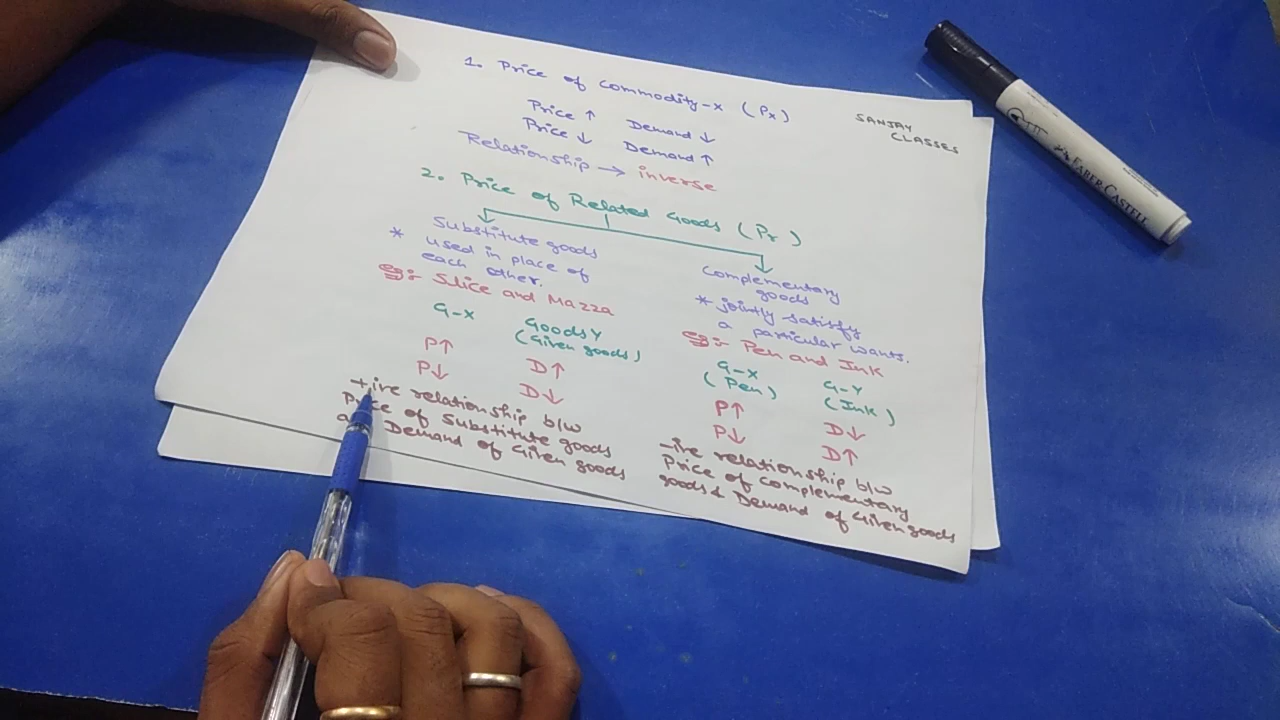 1. Price of Commodity-x (Px)
SANJAY
CLASSES
Price ↑ Demand ↓
Price ↓ Demand ↑
Relationship → inverse
2. Price of Related Goods (Pr)
Substitute goods
* used in place of
each other.
eg:- Slice and Mazza
G-X Goods Y
(Given goods)
P↑ D↑
P↓ D↓
+ive relationship b/w
Price of Substitute goods
Demand of Given goods
Complementary
goods
* jointly satisfy
a particular wants.
eg:- Pen and Ink
G-X G-Y
(Pen) (Ink)
P↑ D↓
P↓ D↑
-ive relationship b/w
Price of complementary
goods & Demand of Given goods
FABER-CASTELL